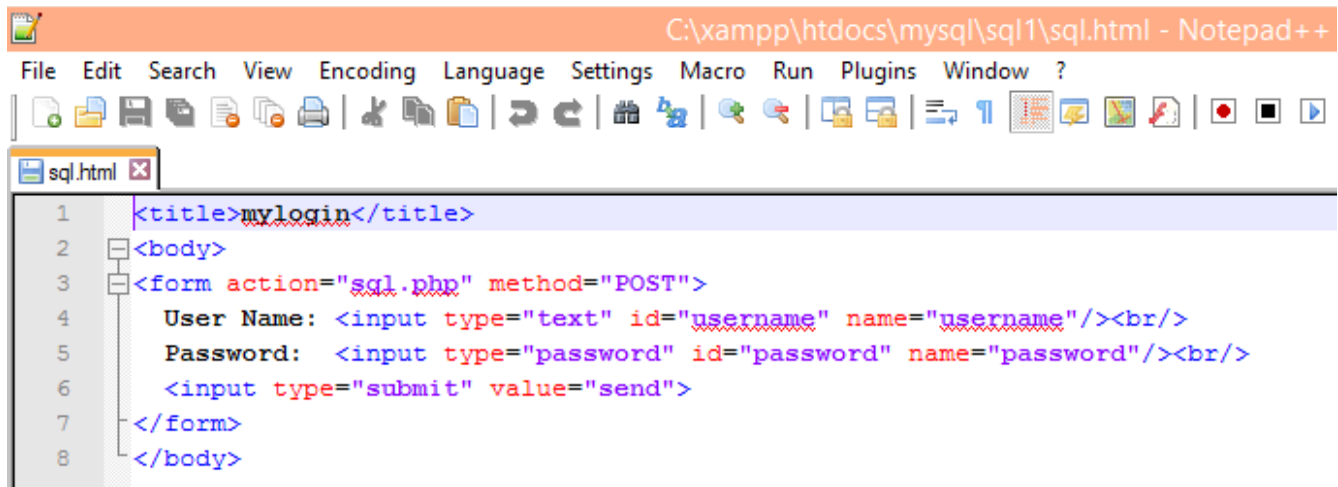 C:\xampp\htdocs\mysql\sql1\sql.html - Notepad++
File Edit Search View Encoding Language Settings Macro Run Plugins Window ?
sql.html
1 <title>mylogin</title>
2 <body>
3 <form action="sql.php" method="POST">
4 User Name: <input type="text" id="username" name="username"/><br/>
5 Password: <input type="password" id="password" name="password"/><br/>
6 <input type="submit" value="send">
7 </form>
8 </body>